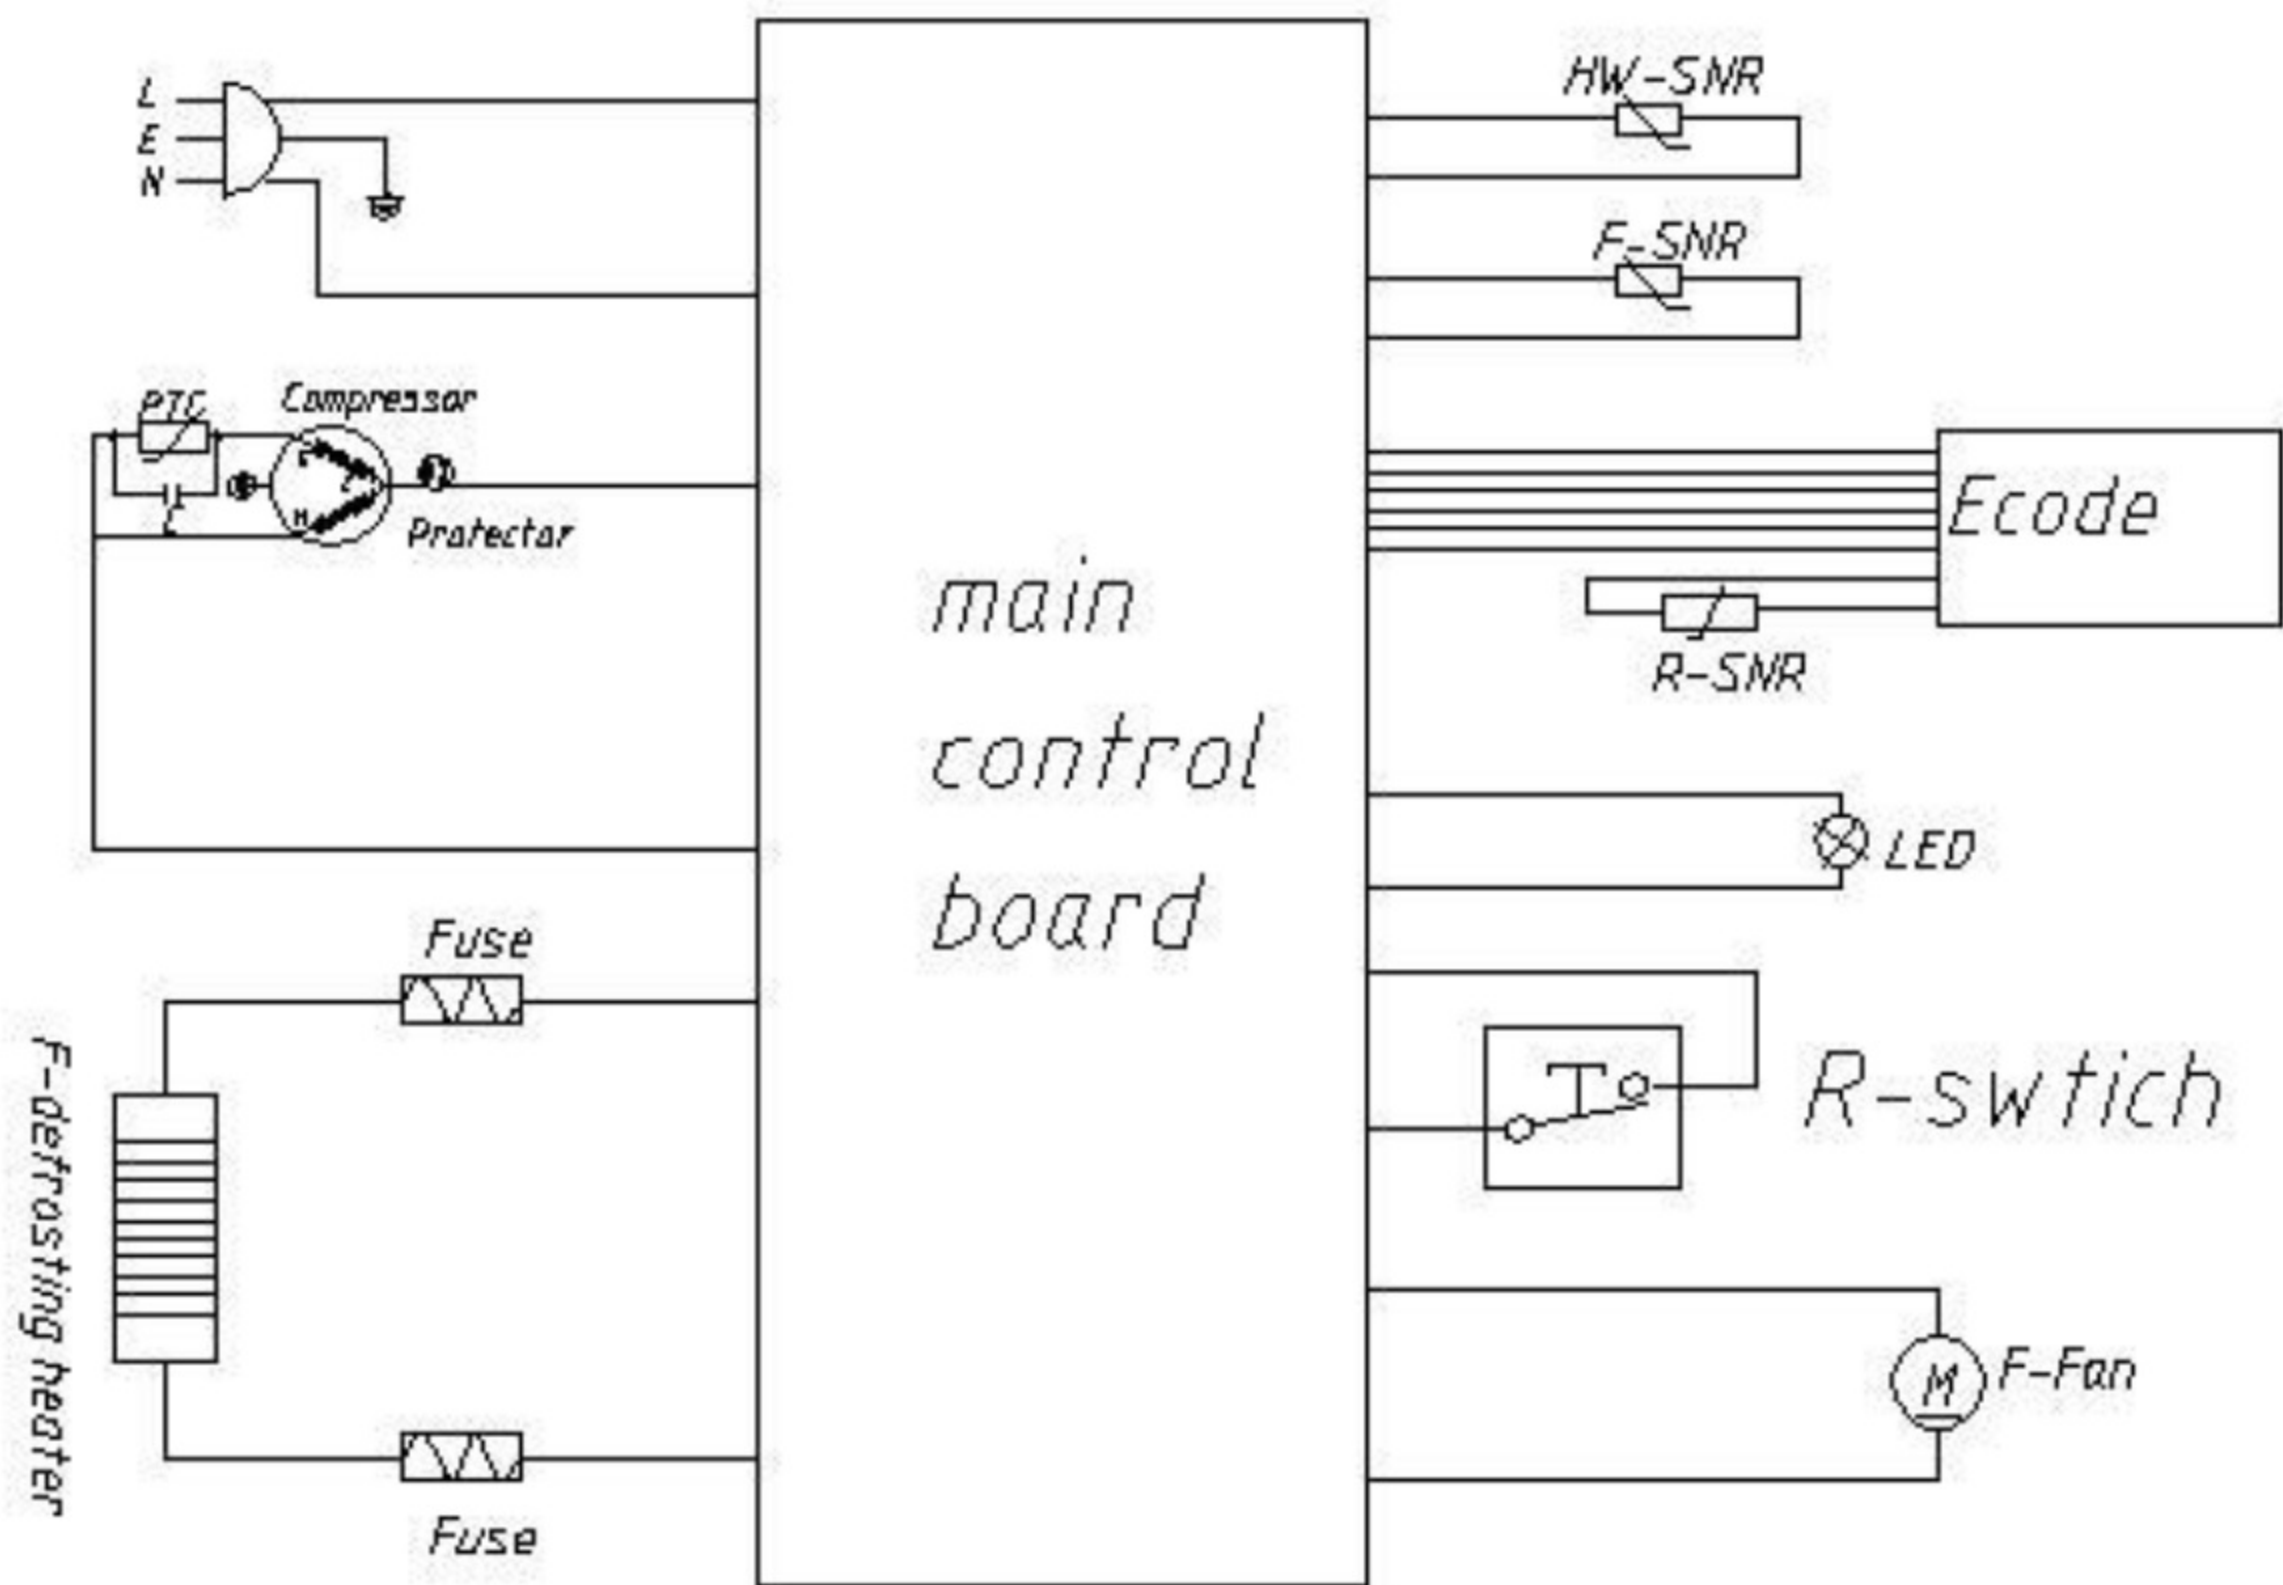 L
E
N
PTC
Compressor
C
M
Protector
main
control
board
Fuse
F-defrosting heater
Fuse
HW-SNR
F-SNR
Ecode
R-SNR
LED
R-swtich
M
F-Fan